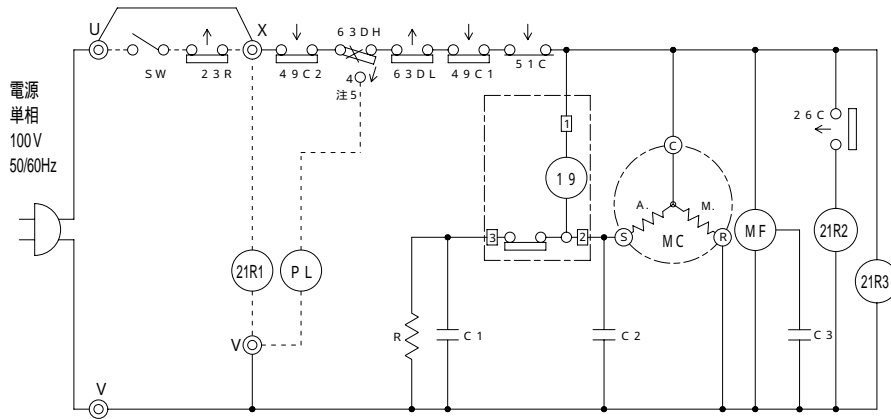 U
X
63DH
SW
23R
49C2
4
注5
63DL
49C1
51C
電源
単相
100V
50/60Hz
1
19
26C
C
A.
M.
3
2
S
MC
R
MF
21R2
21R1
PL
21R3
R
C1
C2
C3
V
V